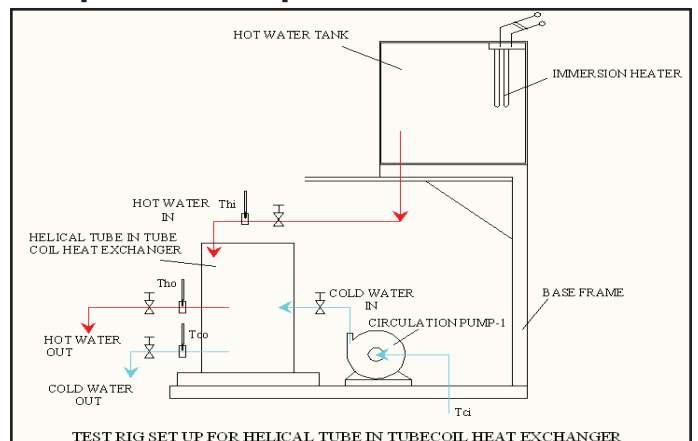 HOT WATER TANK
IMMERSION HEATER
HOT WATER
IN
Thi
HELICAL TUBE IN TUBE
COIL HEAT EXCHANGER
Tho
COLD WATER
IN
BASE FRAME
CIRCULATION PUMP-1
HOT WATER
OUT
Tco
COLD WATER
OUT
Tci
TEST RIG SET UP FOR HELICAL TUBE IN TUBECOIL HEAT EXCHANGER